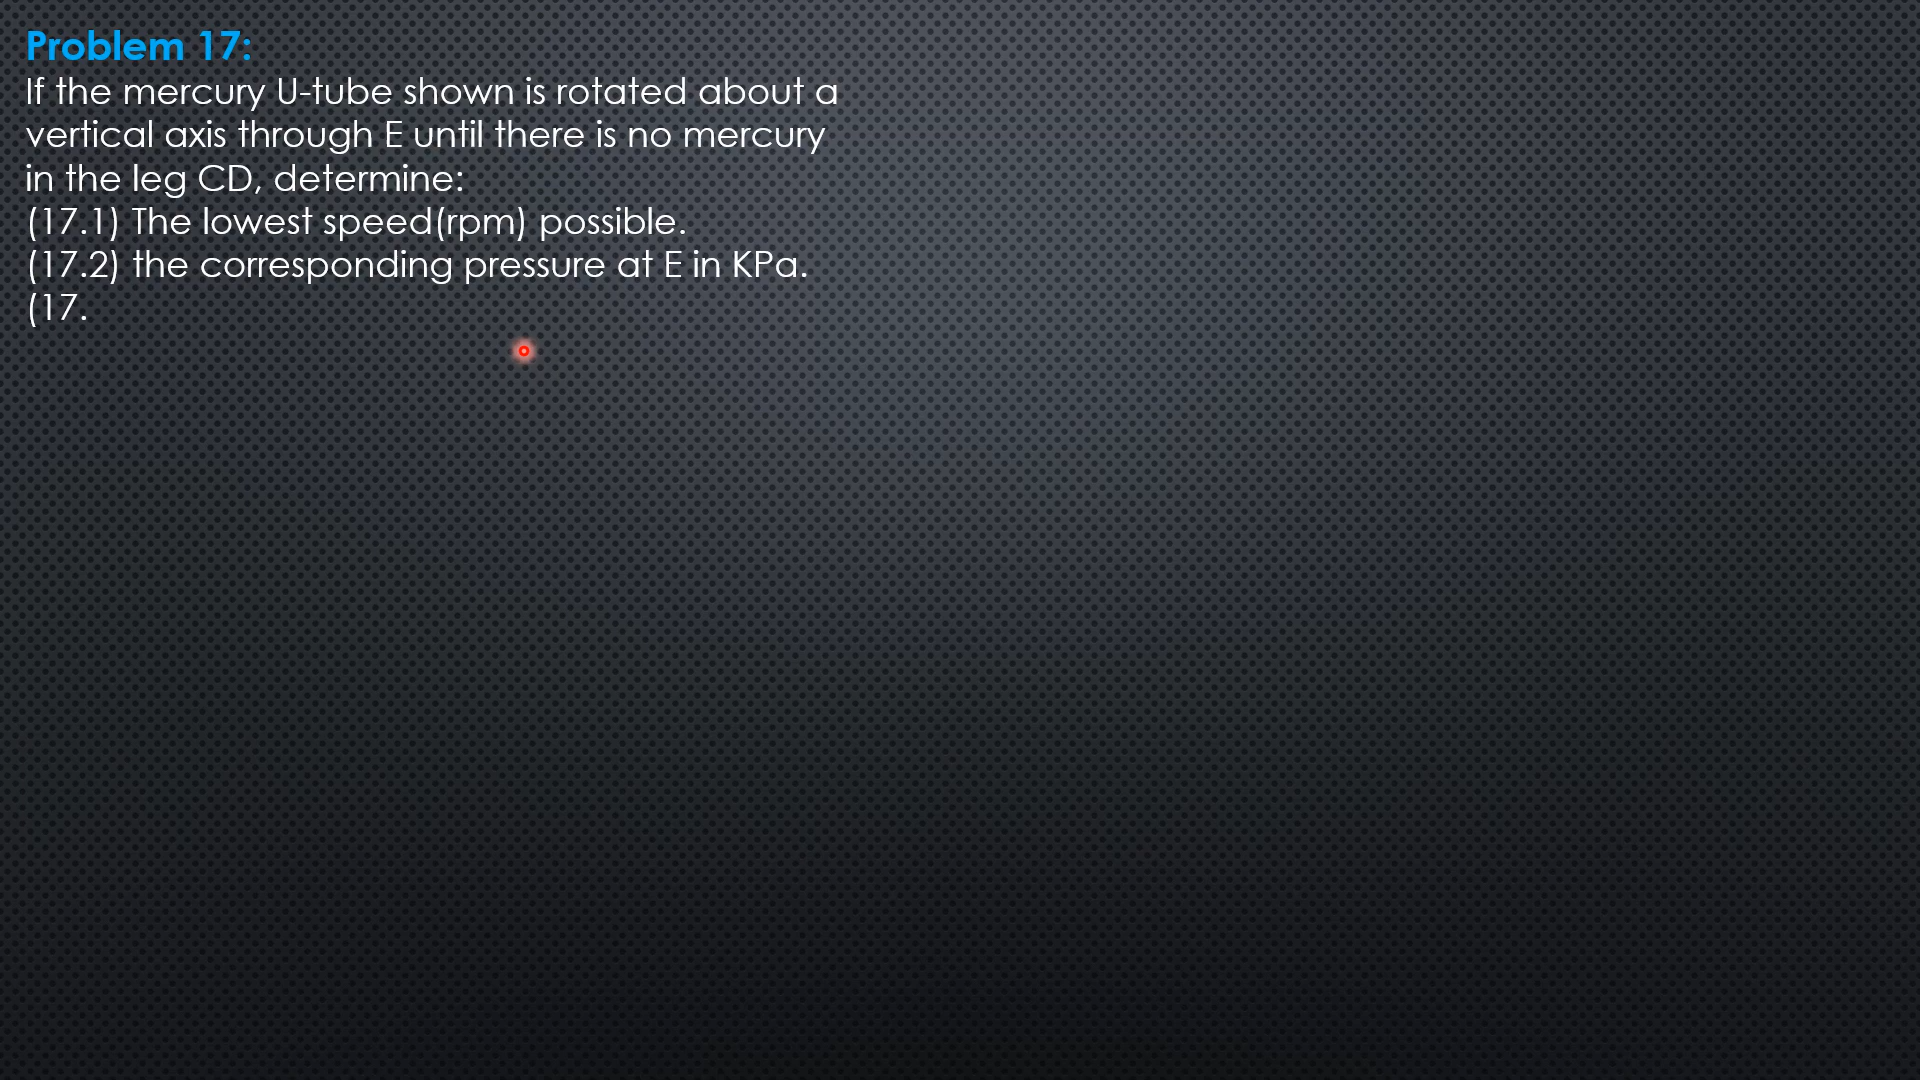 Problem 17:
If the mercury U-tube shown is rotated about a
vertical axis through E until there is no mercury
in the leg CD, determine:
(17.1) The lowest speed(rpm) possible.
(17.2) the corresponding pressure at E in KPa.
(17.